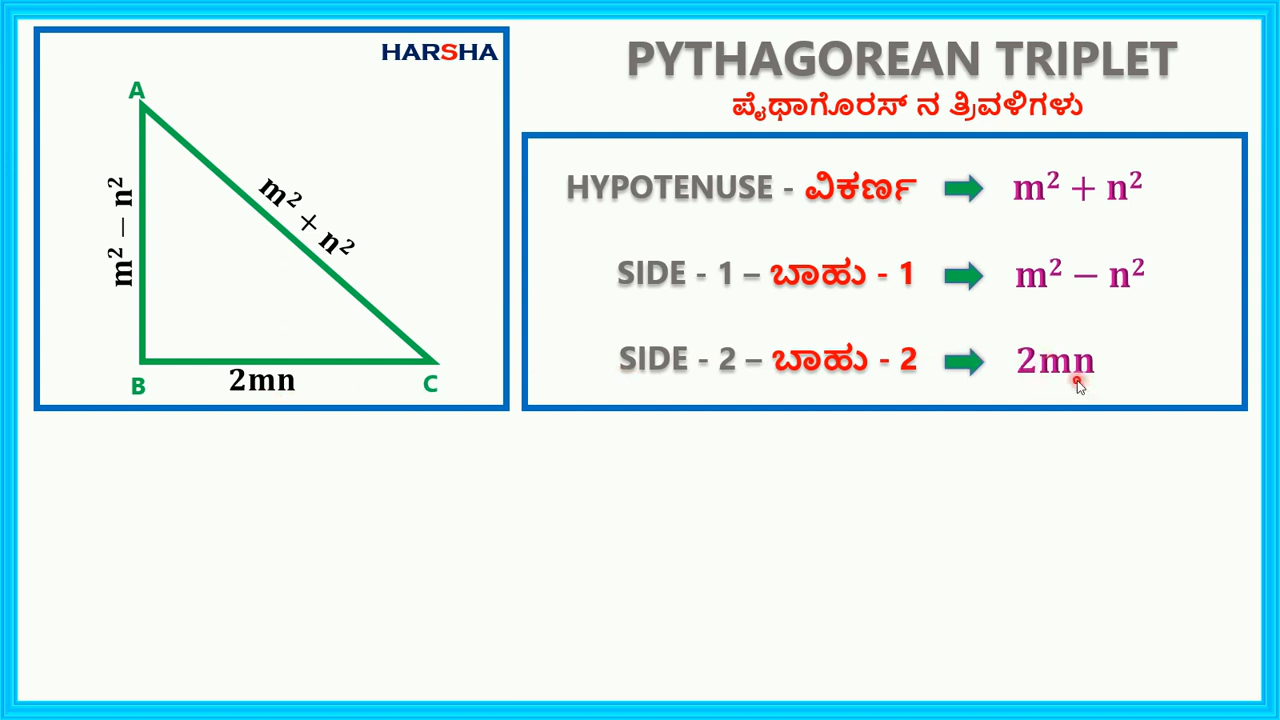 HARSHA
A
m² − n²
m² + n²
B
2mn
C
PYTHAGOREAN TRIPLET
ಪೈಥಾಗೊರಸ್ ನ ತ್ರಿವಳಿಗಳು
HYPOTENUSE - ವಿಕರ್ಣ m² + n²
SIDE - 1 – ಬಾಹು - 1 m² − n²
SIDE - 2 – ಬಾಹು - 2 2mn